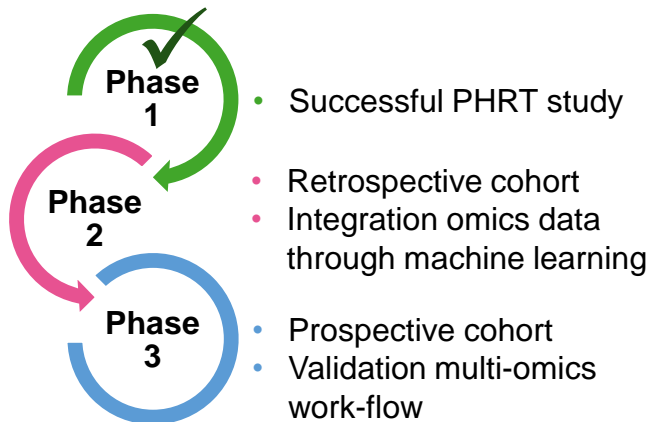 Phase
1
• Successful PHRT study
Phase
2
• Retrospective cohort
• Integration omics data
through machine learning
Phase
3
• Prospective cohort
• Validation multi-omics
work-flow